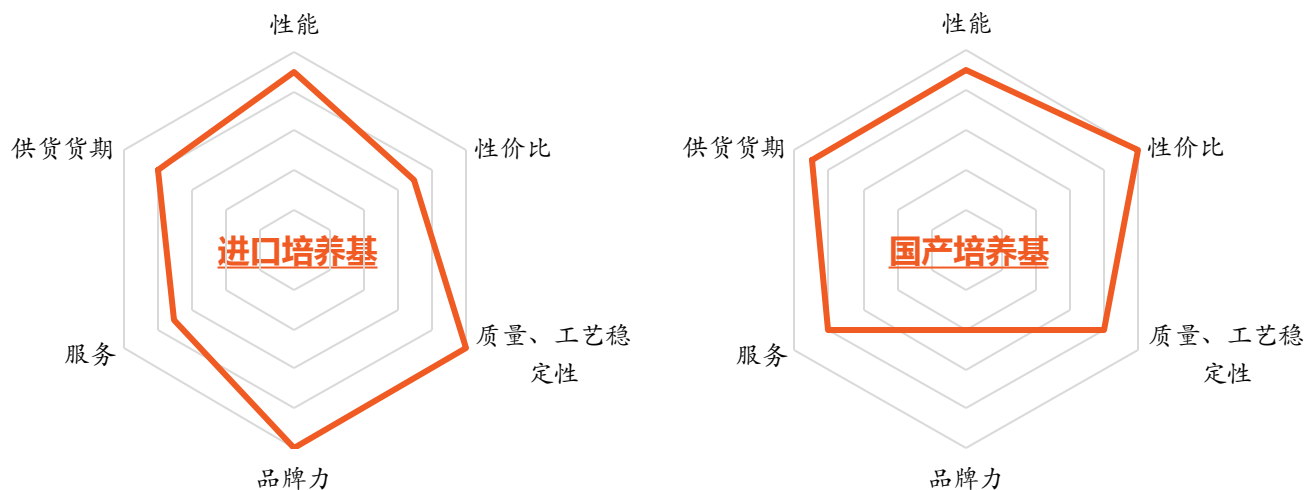 性能
供货货期
性价比
进口培养基
服务
质量、工艺稳
定性
品牌力
性能
供货货期
性价比
国产培养基
服务
质量、工艺稳
定性
品牌力